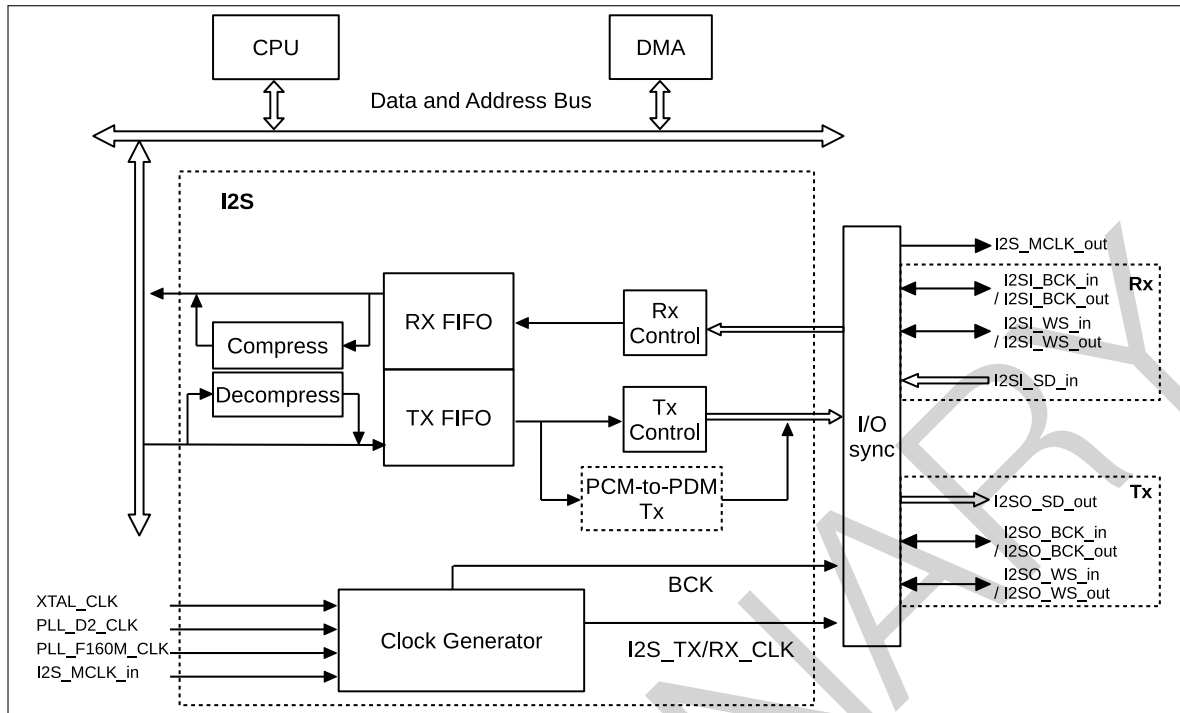 CPU
DMA
Data and Address Bus
I2S
RX FIFO
Rx
Control
Compress
Decompress
TX FIFO
Tx
Control
PCM-to-PDM
Tx
I/O
sync
I2S_MCLK_out
Rx
I2SI_BCK_in
/ I2SI_BCK_out
I2SI_WS_in
/ I2SI_WS_out
I2SI_SD_in
Tx
I2SO_SD_out
I2SO_BCK_in
/ I2SO_BCK_out
I2SO_WS_in
/ I2SO_WS_out
BCK
XTAL_CLK
PLL_D2_CLK
PLL_F160M_CLK
I2S_MCLK_in
Clock Generator
I2S_TX/RX_CLK
NARY